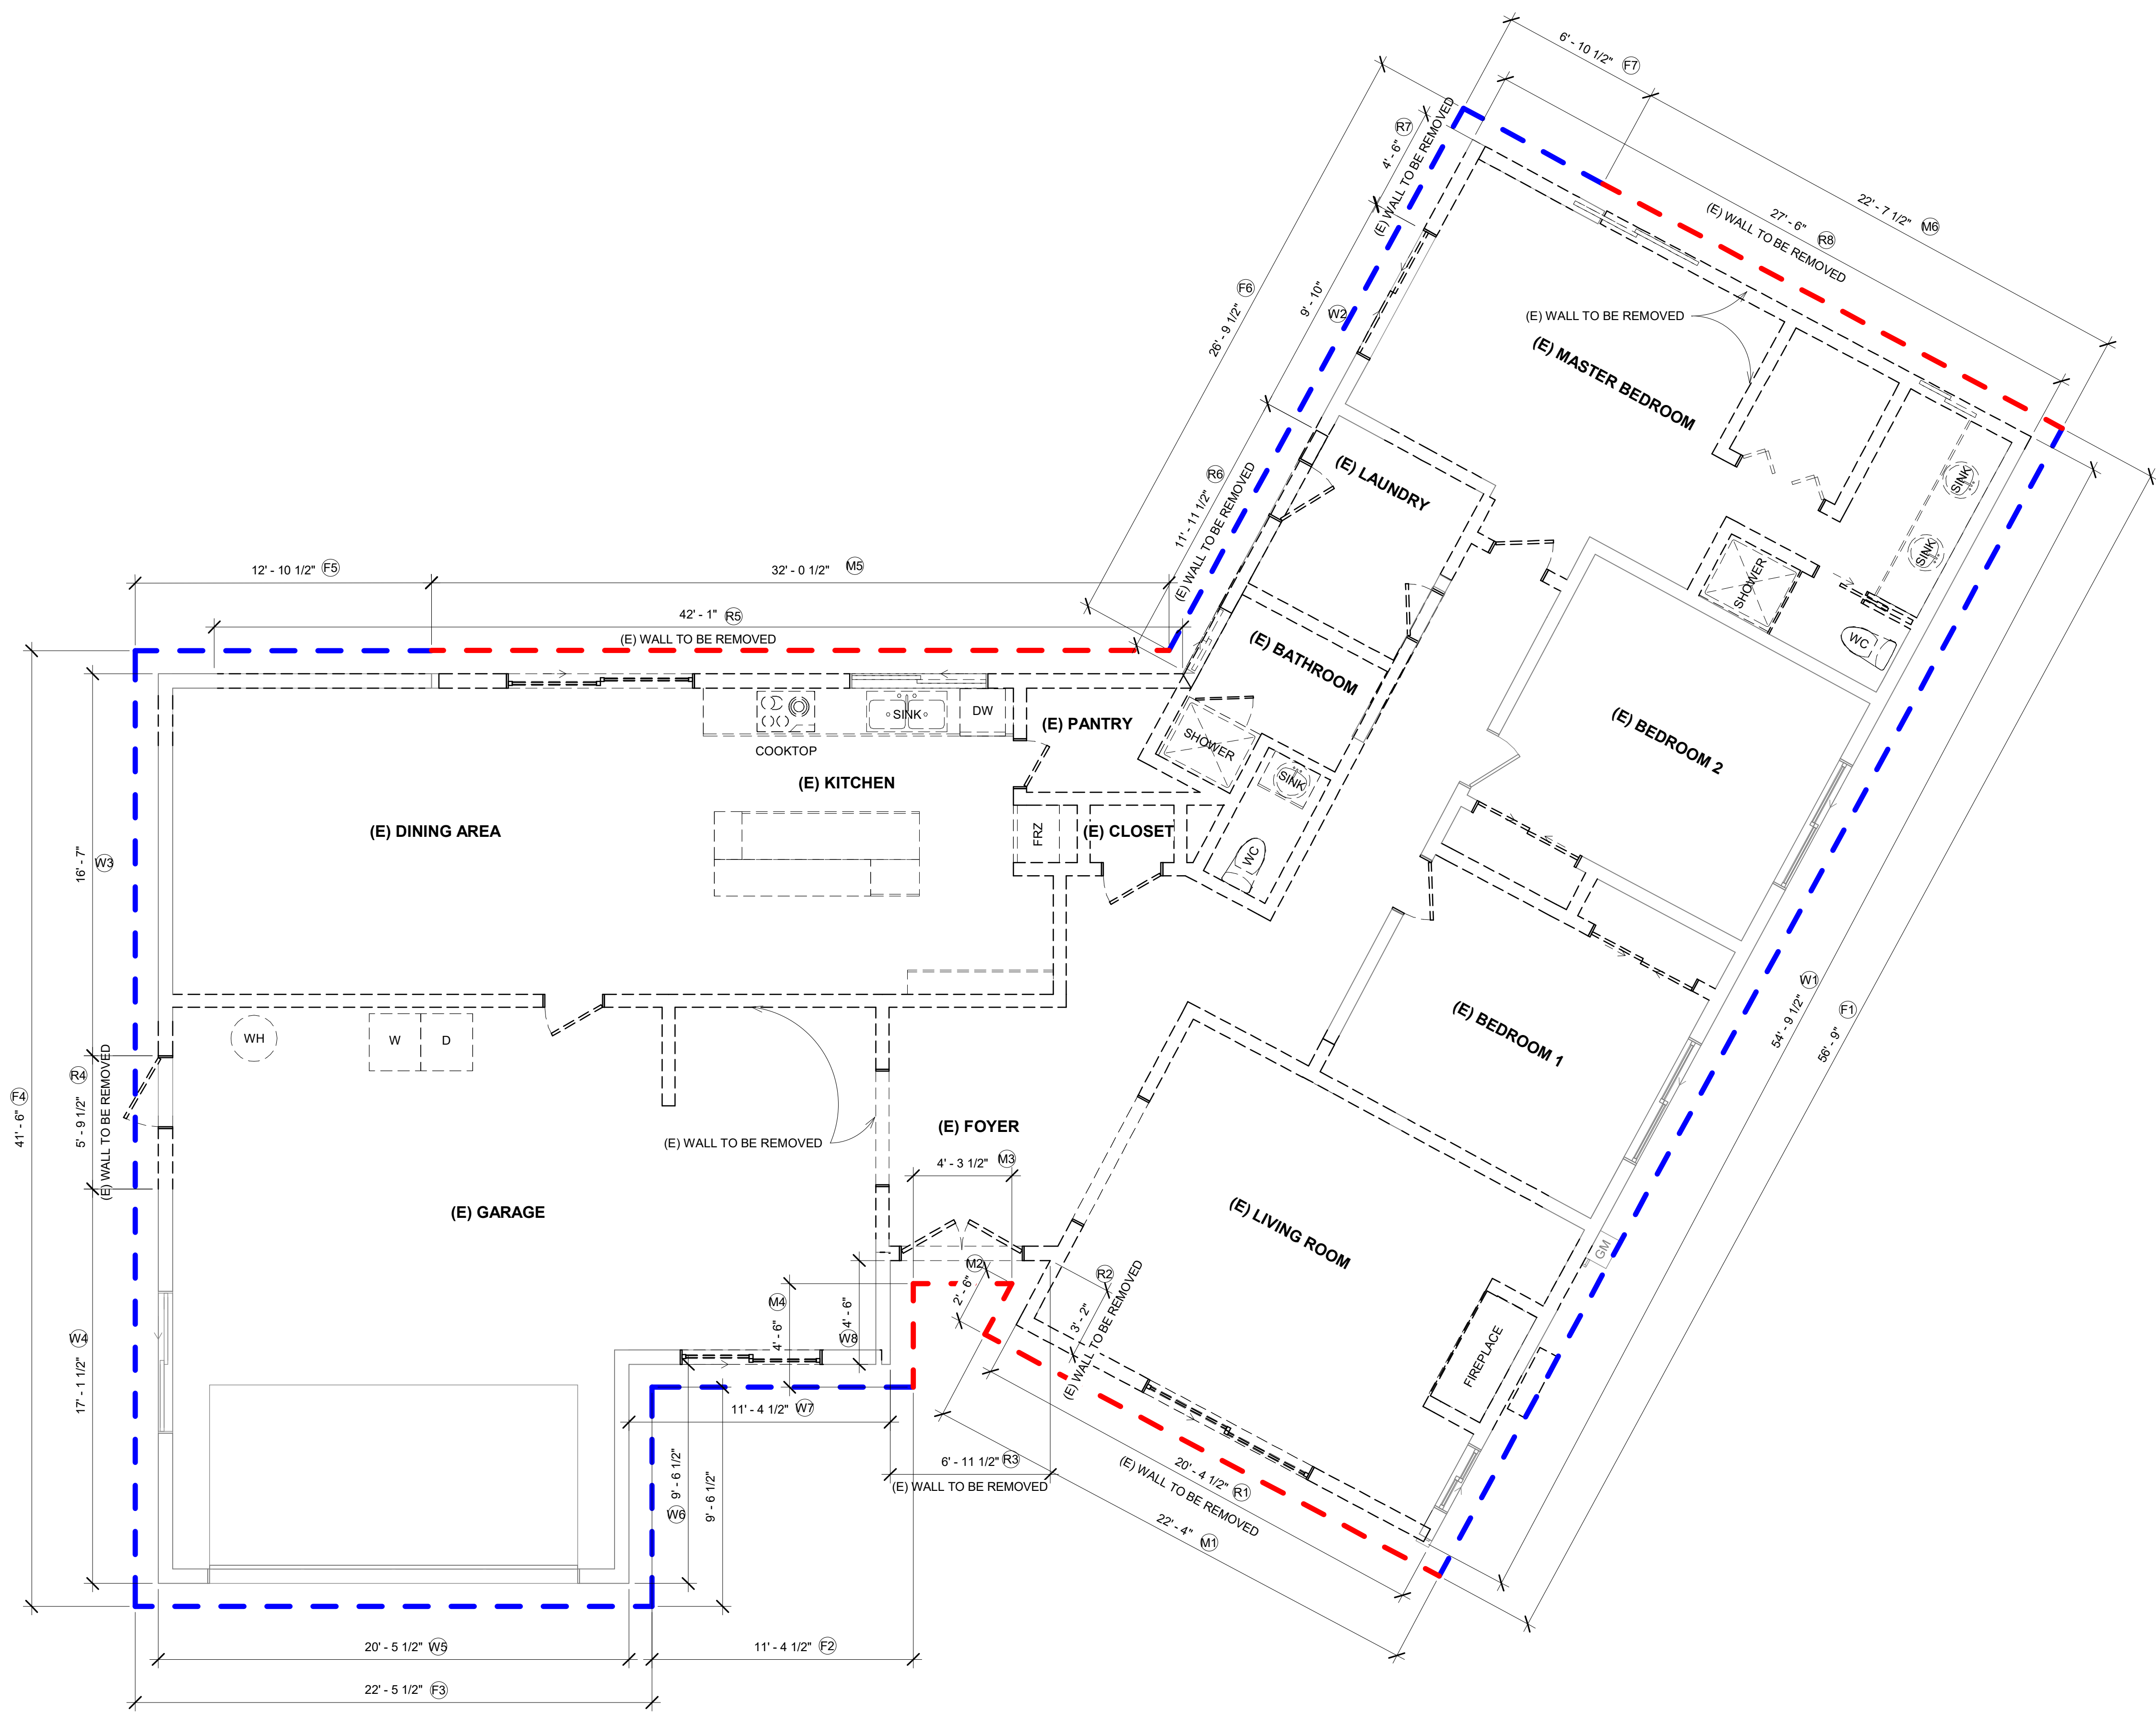 6' - 10 1/2" F7
4' - 6" R7
(E) WALL TO BE REMOVED
27' - 6" R8
(E) WALL TO BE REMOVED
22' - 7 1/2" M6
26' - 9 1/2" F6
9' - 10" W2
(E) WALL TO BE REMOVED
(E) MASTER BEDROOM
11' - 11 1/2" R6
(E) WALL TO BE REMOVED
(E) LAUNDRY
SINK
SINK
SHOWER
WC
12' - 10 1/2" F5
32' - 0 1/2" M5
42' - 1" R5
(E) WALL TO BE REMOVED
(E) BATHROOM
SHOWER
SINK
WC
(E) BEDROOM 2
SINK
DW
COOKTOP
(E) PANTRY
(E) KITCHEN
(E) DINING AREA
FRZ
(E) CLOSET
16' - 7" W3
WH
W
D
5' - 9 1/2" R4
(E) WALL TO BE REMOVED
41' - 6" F4
(E) WALL TO BE REMOVED
(E) FOYER
(E) BEDROOM 1
54' - 9 1/2" W1
56' - 9" F1
4' - 3 1/2" M3
(E) GARAGE
(E) LIVING ROOM
GM
2' - 6" M2
3' - 2" R2
(E) WALL TO BE REMOVED
4' - 6" M4
4' - 6" W8
17' - 1 1/2" W4
FIREPLACE
11' - 4 1/2" W7
6' - 11 1/2" R3
(E) WALL TO BE REMOVED
9' - 6 1/2" W6
9' - 6 1/2"
20' - 4 1/2" R1
(E) WALL TO BE REMOVED
22' - 4" M1
20' - 5 1/2" W5
11' - 4 1/2" F2
22' - 5 1/2" F3